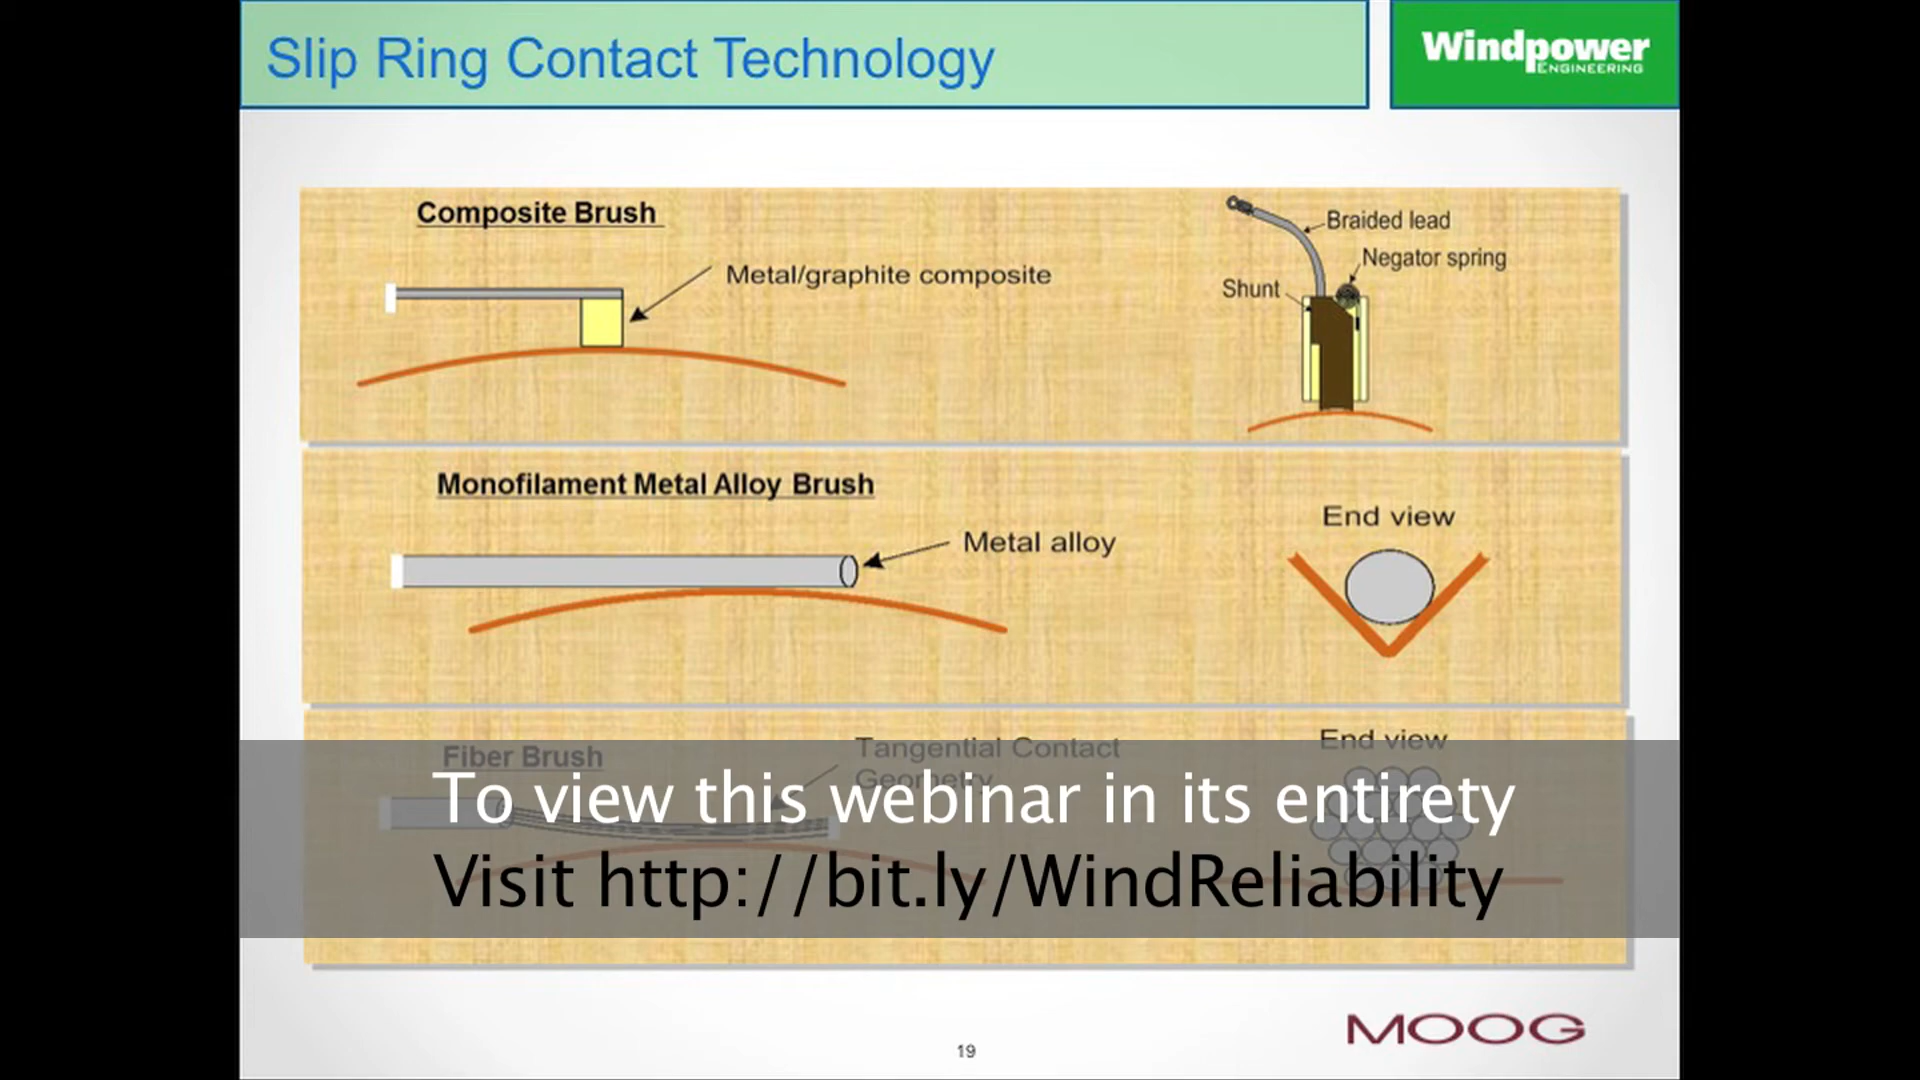 Slip Ring Contact Technology
Windpower
ENGINEERING
Composite Brush
Metal/graphite composite
Braided lead
Negator spring
Shunt
Monofilament Metal Alloy Brush
Metal alloy
End view
Fiber Brush
Tangential Contact
Geometry
End view
To view this webinar in its entirety
Visit http://bit.ly/WindReliability
MOOG
19